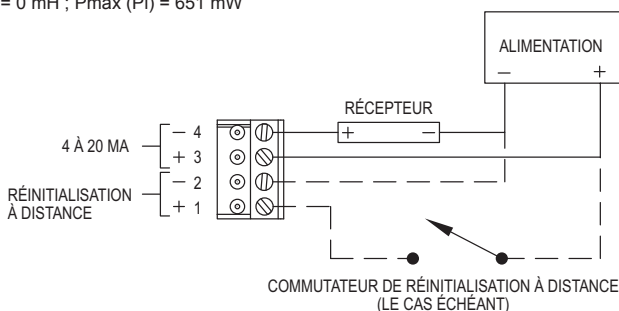 = 0 mH ; Pmax (Pi) = 651 mW
ALIMENTATION
− +
RÉCEPTEUR
+ −
4 À 20 MA
− 4
+ 3
RÉINITIALISATION
À DISTANCE
− 2
+ 1
COMMUTATEUR DE RÉINITIALISATION À DISTANCE
(LE CAS ÉCHÉANT)